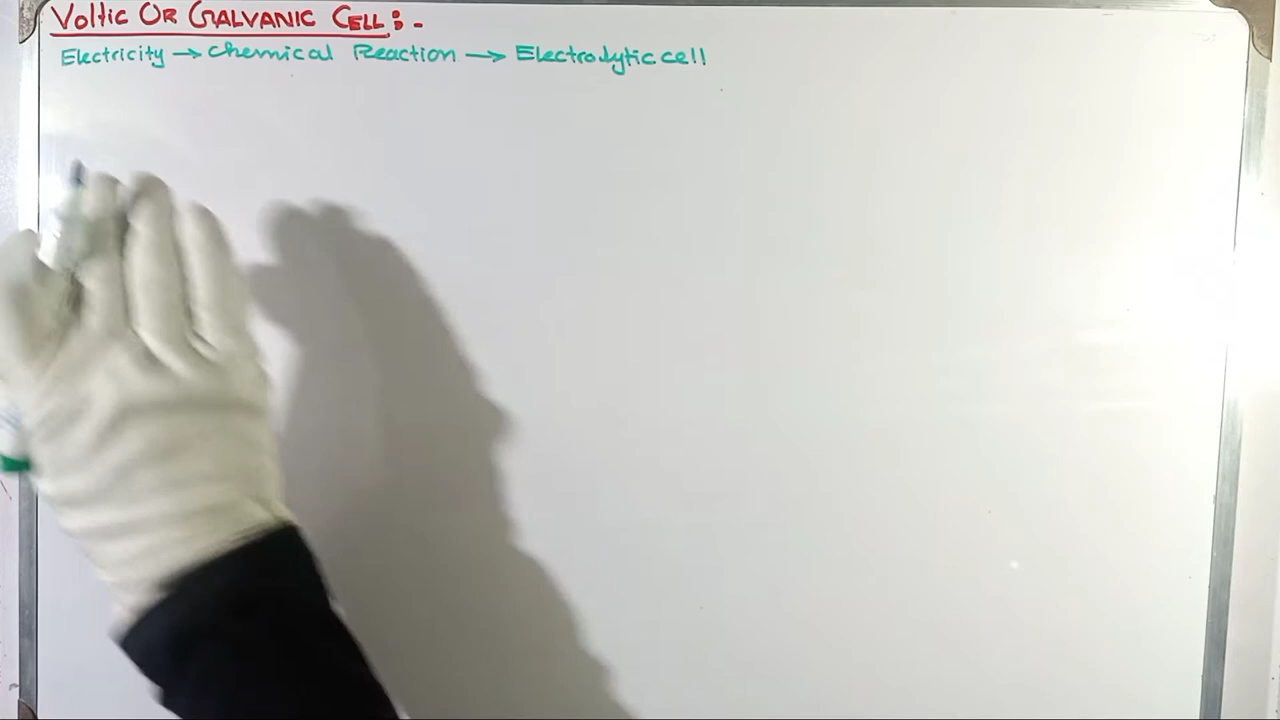 Voltic OR GALVANIC CELL:-
Electricity → Chemical Reaction → Electrolytic cell